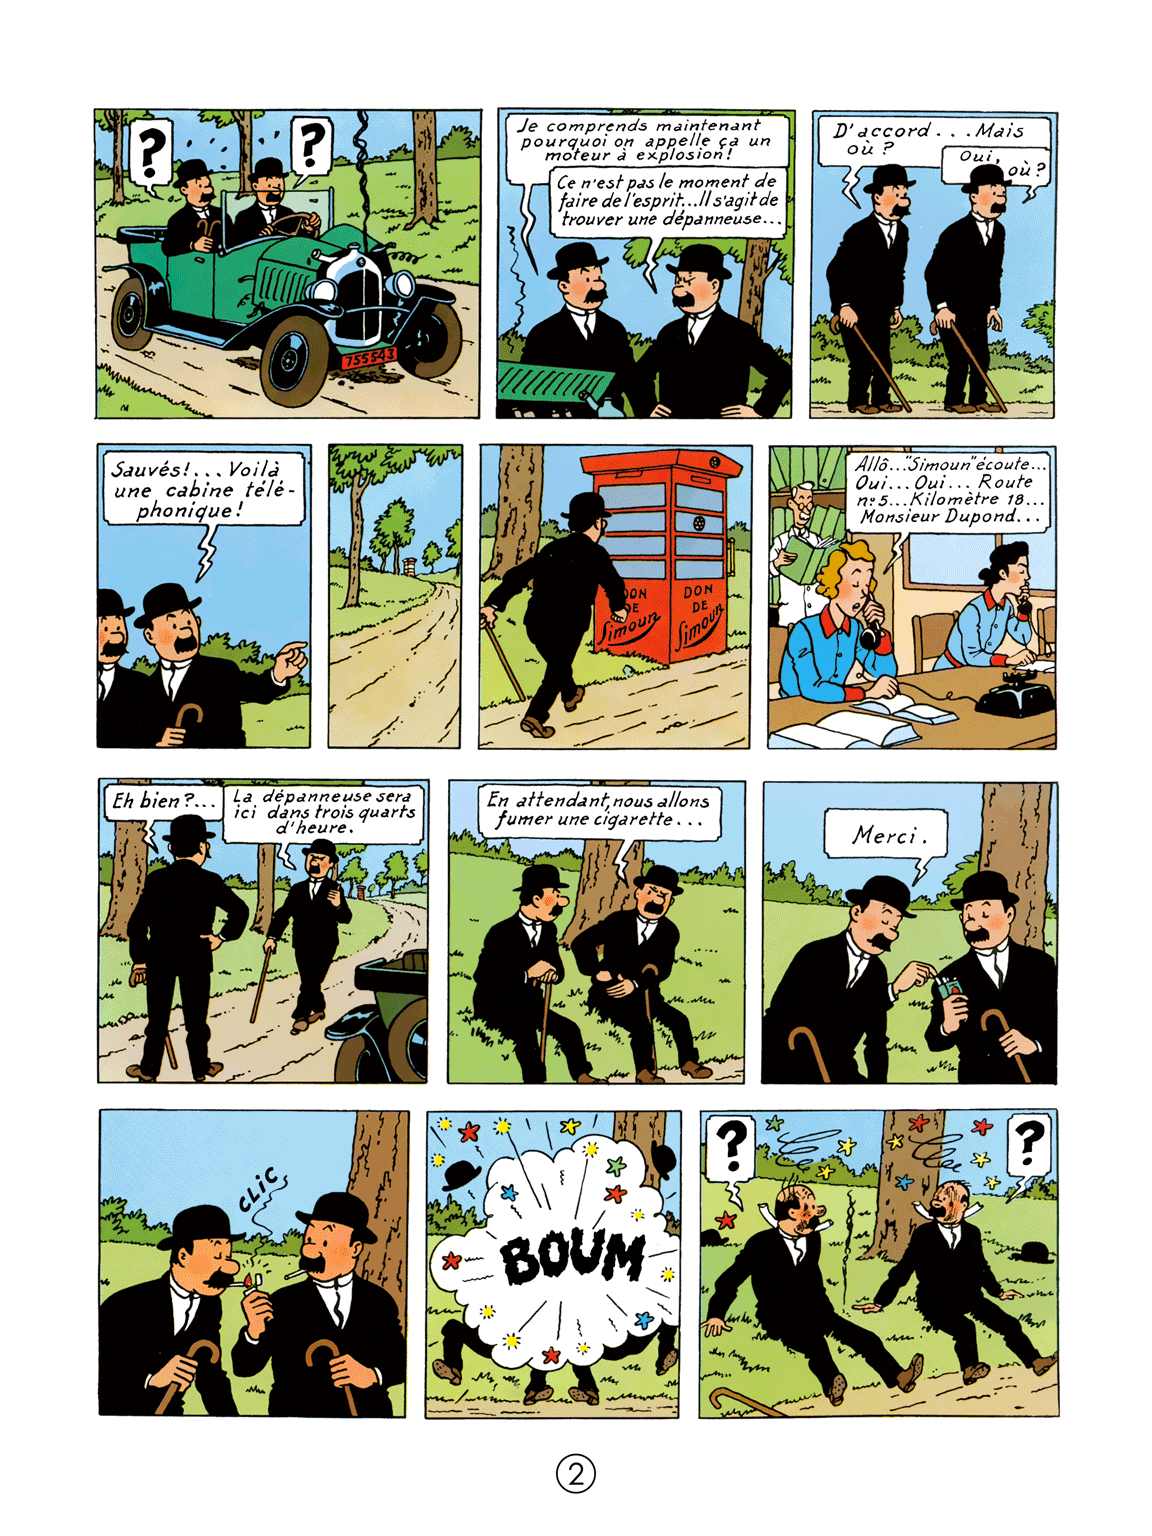 ?
?
755543
Je comprends maintenant
pourquoi on appelle ça un
moteur à explosion!
Ce n'est pas le moment de
faire de l'esprit...Il s'agit de
trouver une dépanneuse...
D'accord...Mais
où?
Oui,
où?
Sauvés!...Voilà
une cabine télé-
phonique!
DON
DE
Simoun
DON
DE
Simoun
Allô..."Simoun" écoute...
Oui...Oui... Route
nº5...Kilomètre 18...
Monsieur Dupond...
Eh bien?...
La dépanneuse sera
ici dans trois quarts
d'heure.
En attendant, nous allons
fumer une cigarette...
Merci.
CLIC
BOUM
?
?
2